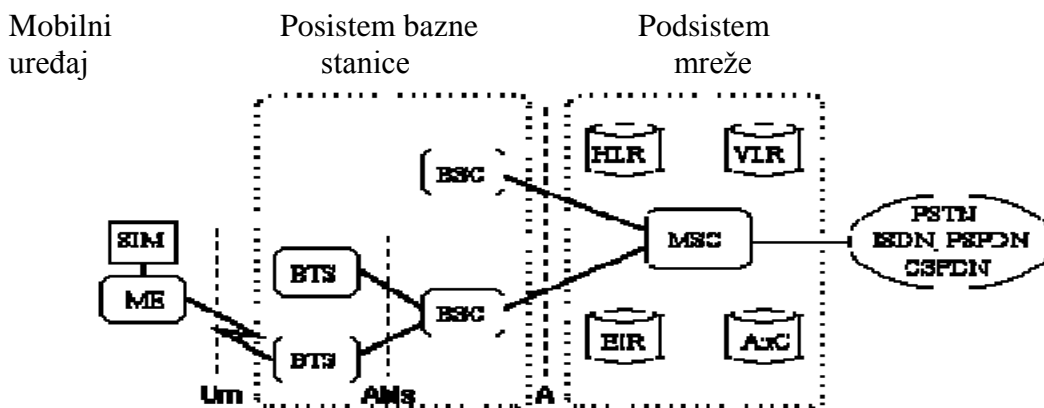 Mobilni
uređaj
Posistem bazne
stanice
Podsistem
mreže
HLR
VLR
BSC
SIM
ME
BTS
BSC
BTS
MSC
PSTN
ISDN, PSPDN
CSPDN
EIR
AuC
Um
Abis
A